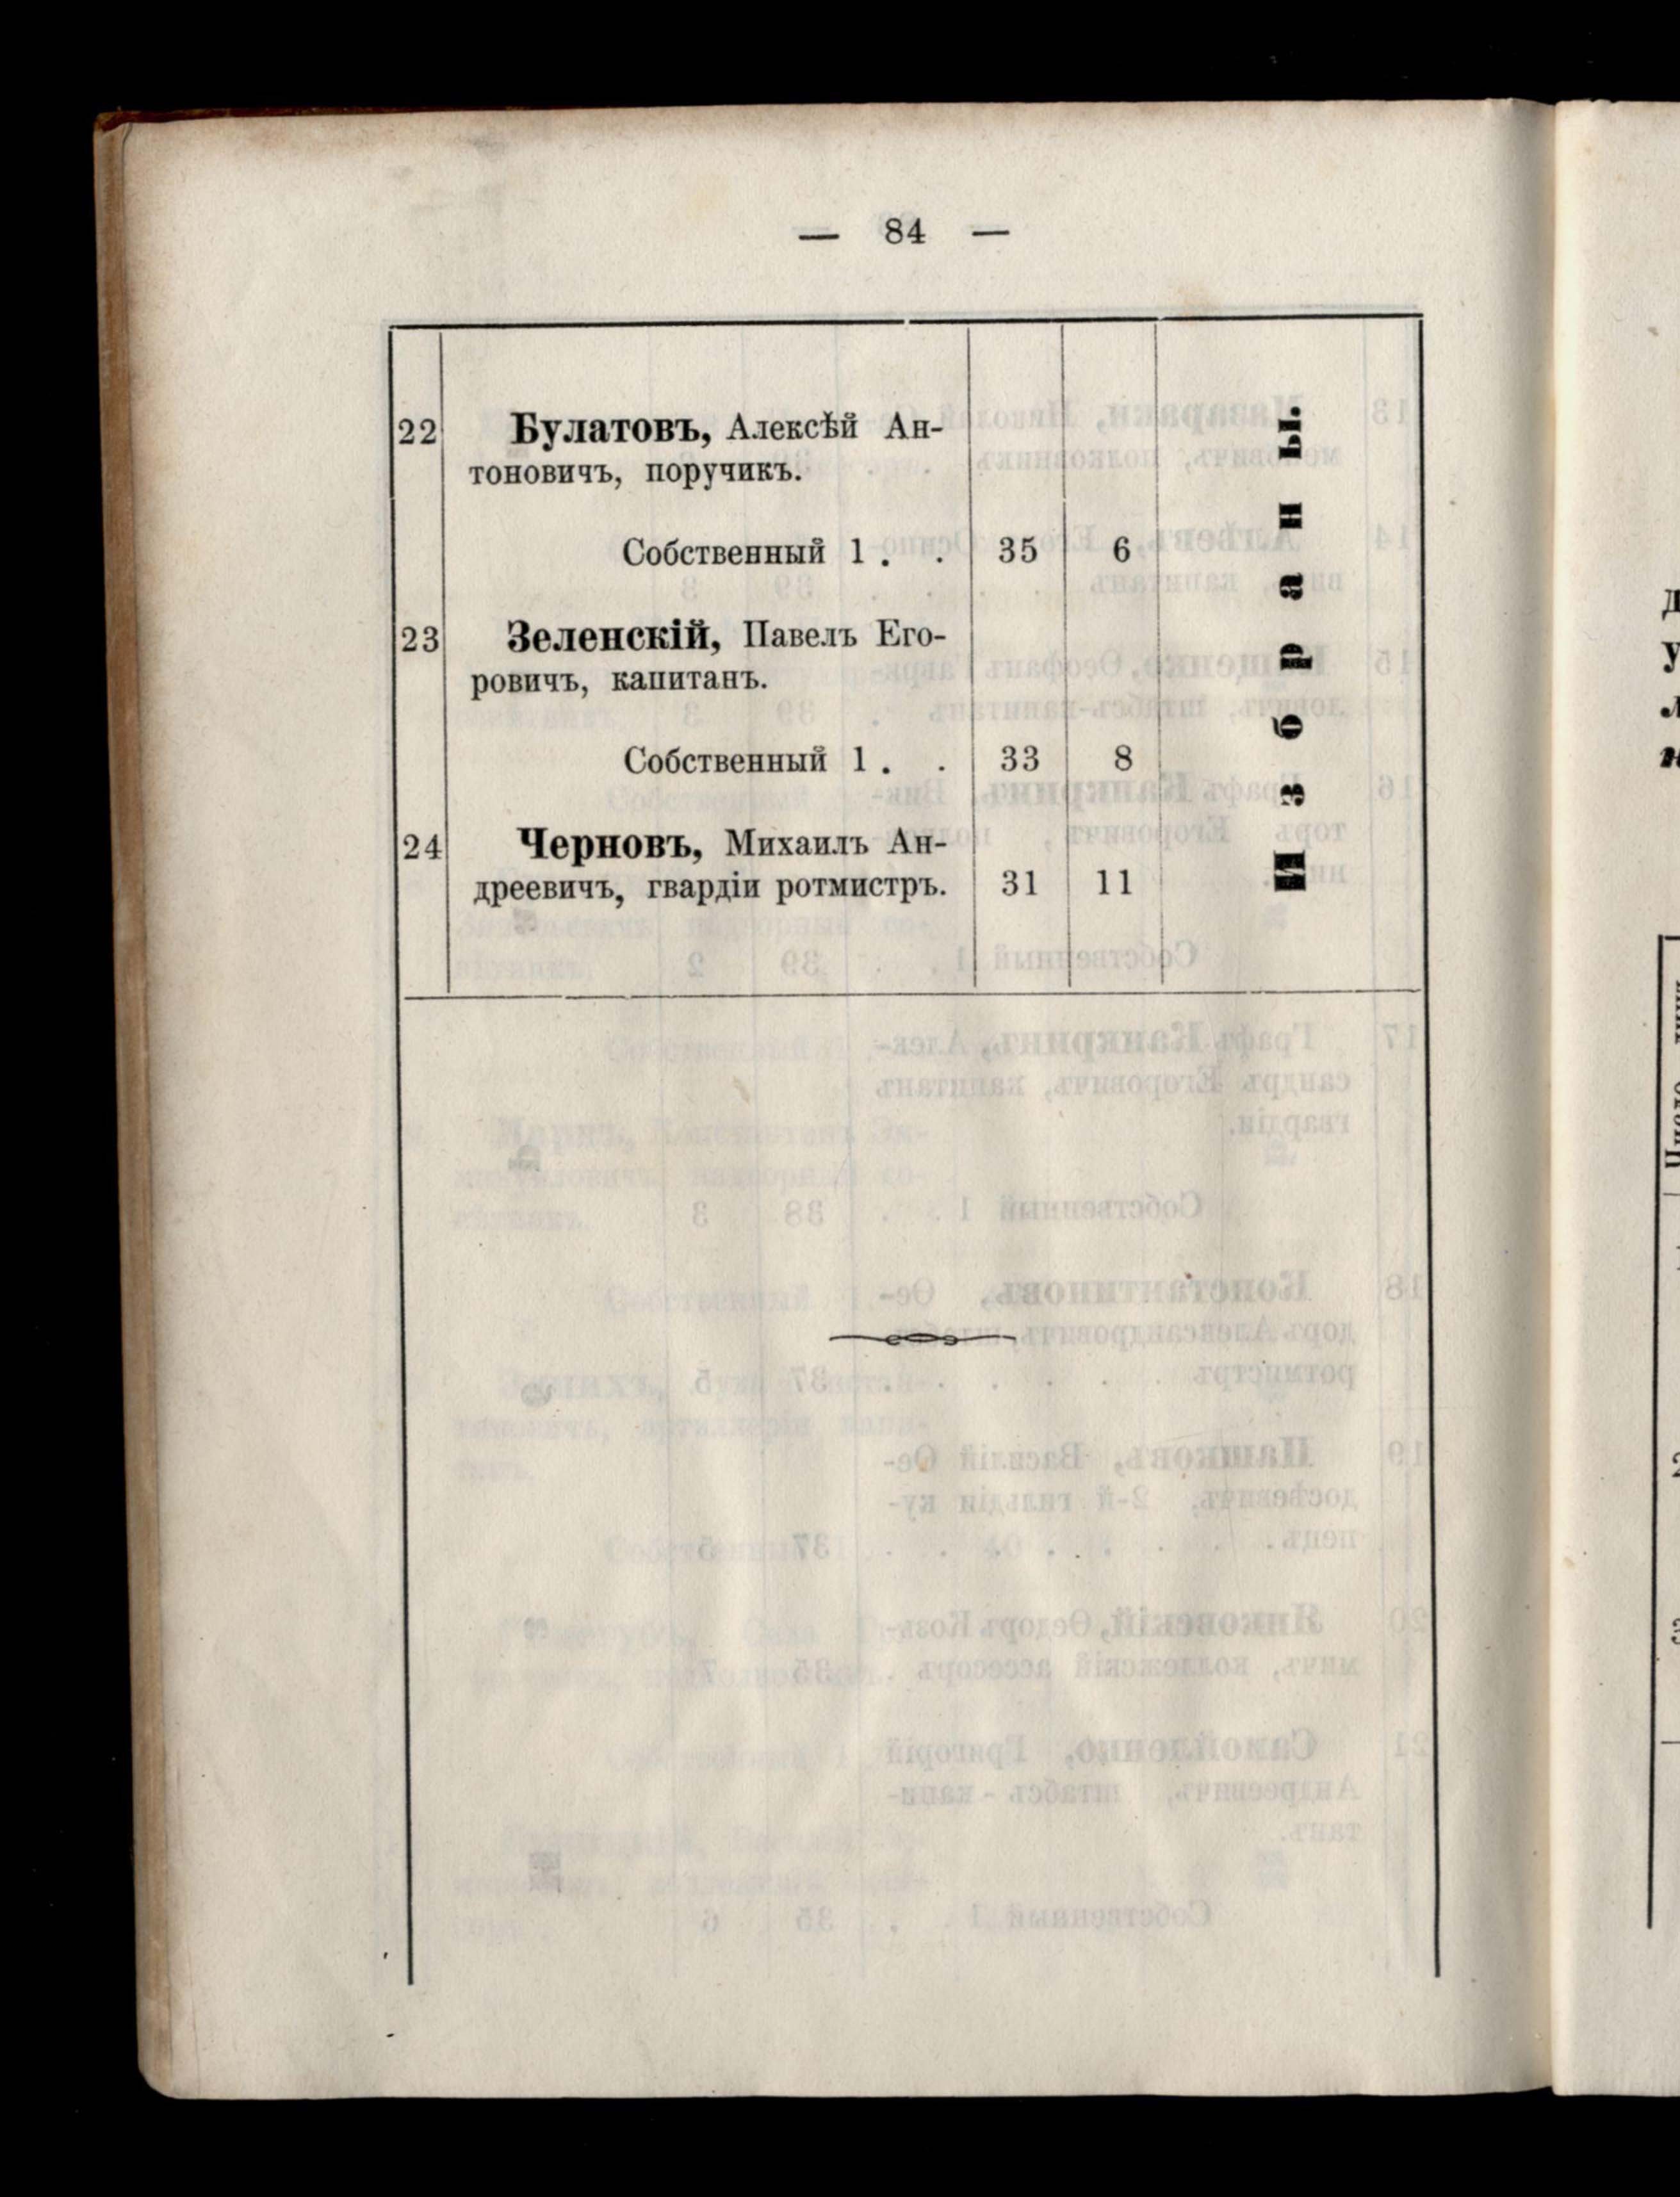 — 84 —
22 Булатовъ, Алексѣй Ан-
тоновичъ, поручикъ.
Собственный 1 . . 35 6
23 Зеленскій, Павелъ Его-
ровичъ, капитанъ.
Собственный 1 . . 33 8
24 Черновъ, Михаилъ Ан-
дреевичъ, гвардіи ротмистръ. 31 11
Избраны.